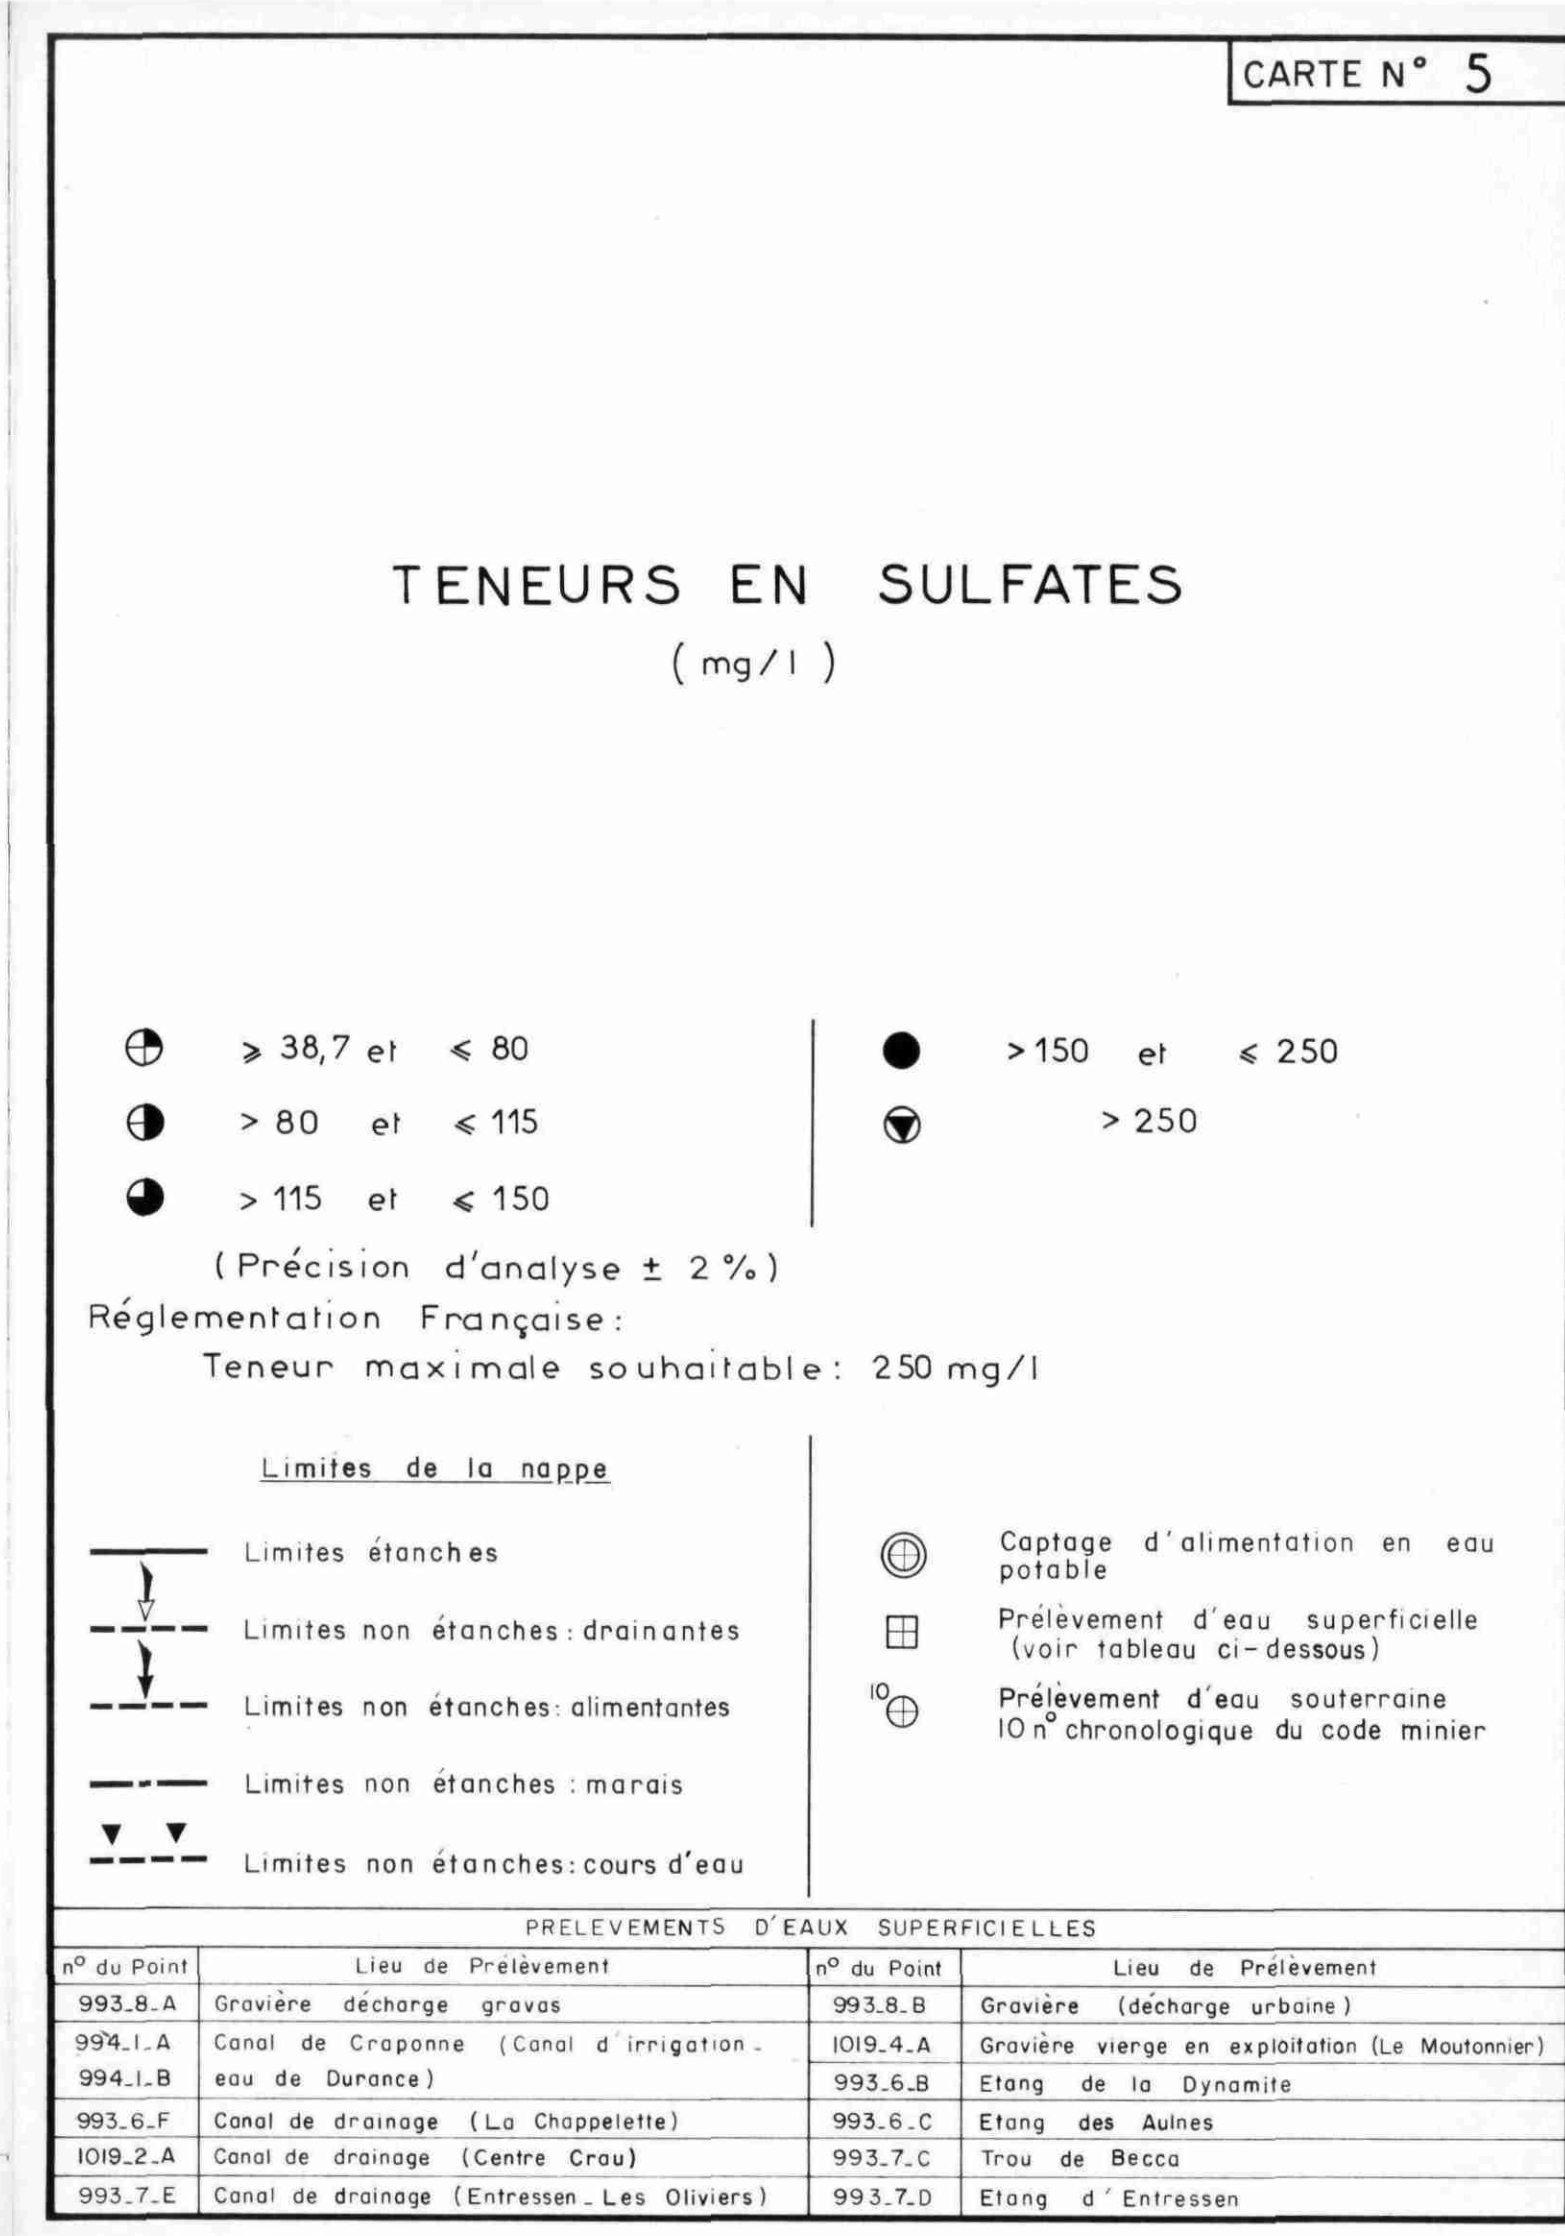 CARTE N° 5
TENEURS EN SULFATES
( mg/l )
⩾ 38,7 et ⩽ 80
> 80 et ⩽ 115
> 115 et ⩽ 150
>150 et ⩽ 250
> 250
( Précision d'analyse ± 2 % )
Réglementation Française :
Teneur maximale souhaitable : 250 mg/l
Limites de la nappe
Limites étanches
Limites non étanches : drainantes
Limites non étanches : alimentantes
Limites non étanches : marais
Limites non étanches : cours d'eau
Captage d'alimentation en eau
potable
Prélèvement d'eau superficielle
(voir tableau ci-dessous)
10
Prélèvement d'eau souterraine
10 n° chronologique du code minier
PRELEVEMENTS D'EAUX SUPERFICIELLES
n° du Point Lieu de Prélèvement n° du Point Lieu de Prélèvement
993_8_A Gravière décharge gravas 993_8_B Gravière (décharge urbaine)
994_1_A Canal de Craponne (Canal d'irrigation _ 1019_4_A Gravière vierge en exploitation (Le Moutonnier)
994_1_B eau de Durance) 993_6_B Etang de la Dynamite
993_6_F Canal de drainage (La Chappelette) 993_6_C Etang des Aulnes
1019_2_A Canal de drainage (Centre Crau) 993_7_C Trou de Becca
993_7_E Canal de drainage (Entressen _ Les Oliviers) 993_7_D Etang d'Entressen